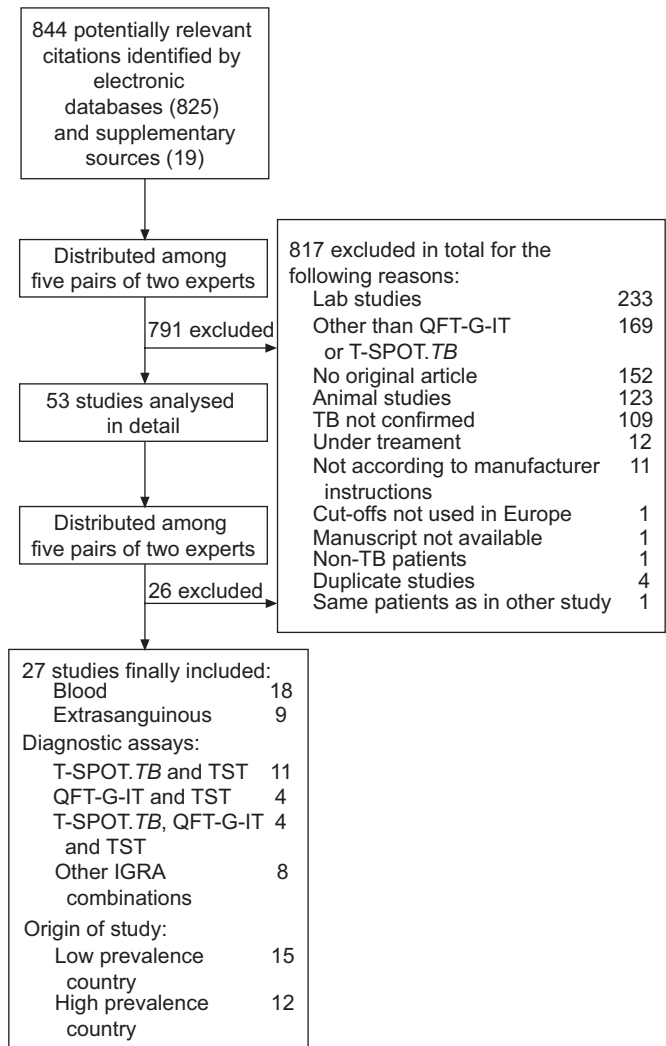 844 potentially relevant
citations identified by
electronic
databases (825)
and supplementary
sources (19)
Distributed among
five pairs of two experts
791 excluded
817 excluded in total for the
following reasons:
Lab studies 233
Other than QFT-G-IT 169
or T-SPOT.TB
No original article 152
Animal studies 123
TB not confirmed 109
Under treament 12
Not according to manufacturer 11
instructions
Cut-offs not used in Europe 1
Manuscript not available 1
Non-TB patients 1
Duplicate studies 4
Same patients as in other study 1
53 studies analysed
in detail
Distributed among
five pairs of two experts
26 excluded
27 studies finally included:
Blood 18
Extrasanguinous 9
Diagnostic assays:
T-SPOT.TB and TST 11
QFT-G-IT and TST 4
T-SPOT.TB, QFT-G-IT 4
and TST
Other IGRA 8
combinations
Origin of study:
Low prevalence 15
country
High prevalence 12
country